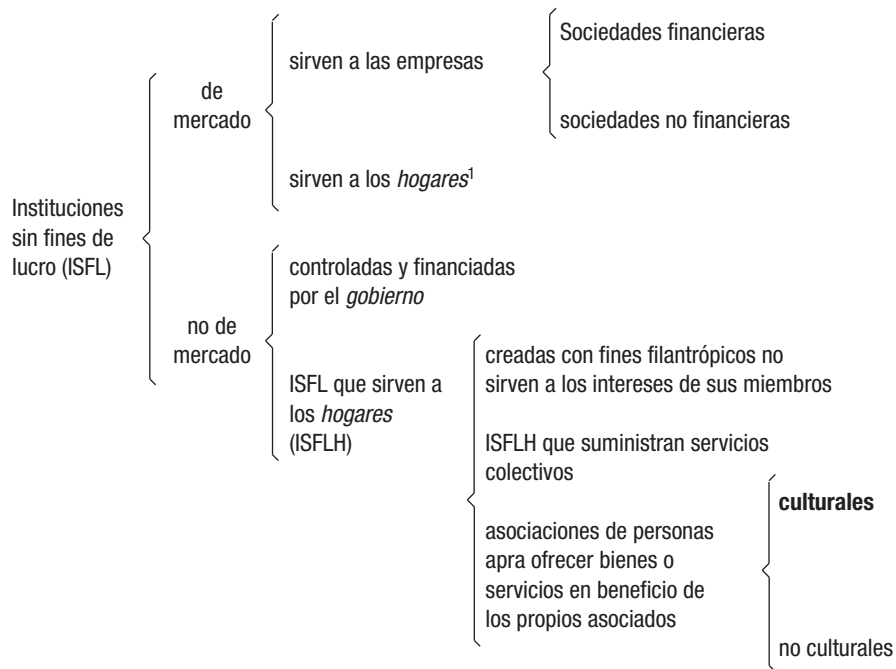 Instituciones
sin fines de
lucro (ISFL)
de
mercado
sirven a las empresas
Sociedades financieras
sociedades no financieras
sirven a los hogares¹
no de
mercado
controladas y financiadas
por el gobierno
ISFL que sirven a
los hogares
(ISFLH)
creadas con fines filantrópicos no
sirven a los intereses de sus miembros
ISFLH que suministran servicios
colectivos
asociaciones de personas
apra ofrecer bienes o
servicios en beneficio de
los propios asociados
culturales
no culturales